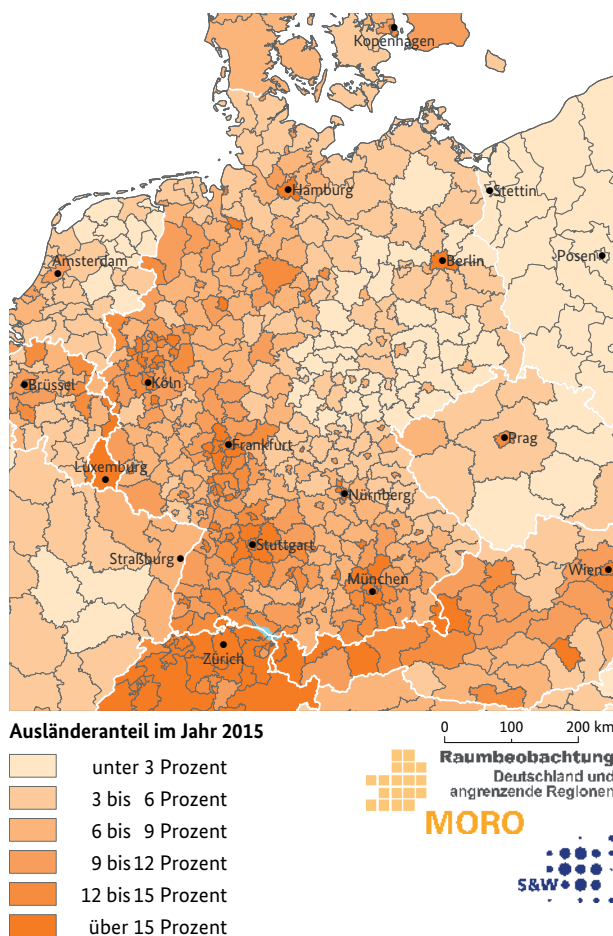 Kopenhagen
Hamburg
Stettin
Amsterdam
Berlin
Posen
Brüssel
Köln
Prag
Frankfurt
Luxemburg
Nürnberg
Straßburg
Stuttgart
München
Wien
Zürich
Ausländeranteil im Jahr 2015
0 100 200 km
unter 3 Prozent
3 bis 6 Prozent
6 bis 9 Prozent
9 bis 12 Prozent
12 bis 15 Prozent
über 15 Prozent
Raumbeobachtung
Deutschland und
angrenzende Regionen
MORO
S&W